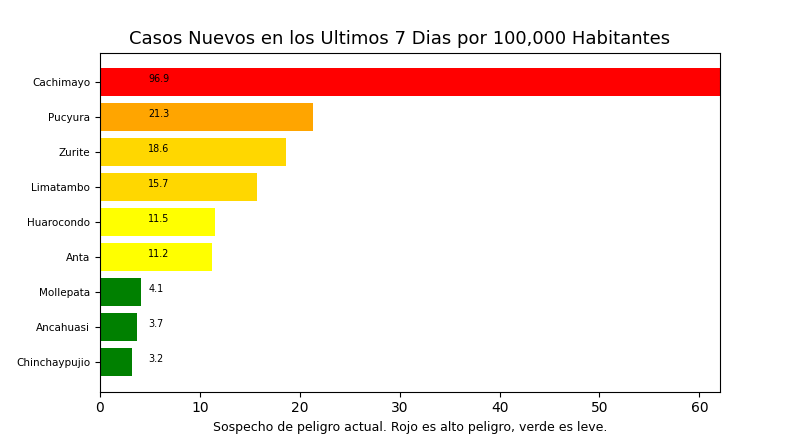 Casos Nuevos en los Ultimos 7 Dias por 100,000 Habitantes
Cachimayo 96.9
Pucyura 21.3
Zurite 18.6
Limatambo 15.7
Huarocondo 11.5
Anta 11.2
Mollepata 4.1
Ancahuasi 3.7
Chinchaypujio 3.2
0 10 20 30 40 50 60
Sospecho de peligro actual. Rojo es alto peligro, verde es leve.